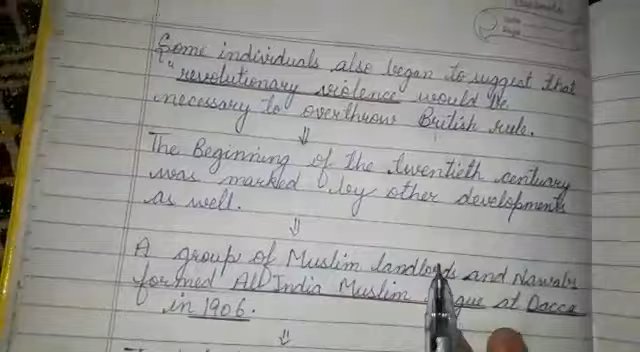 Some individuals also began to suggest that
"revolutionary violence would be
necessary to overthrow British rule.
⇓
The Beginning of the twentieth centuary
was marked by other developments
as well.
⇓
A group of Muslim landlords and Nawabs
formed All India Muslim at Dacca
in 1906.
⇓